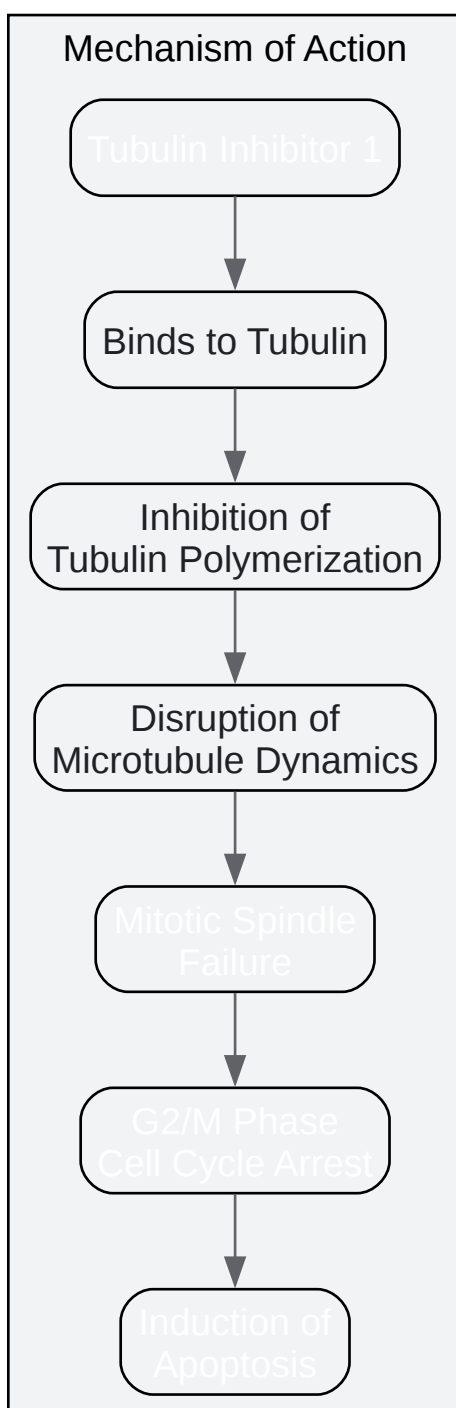 Mechanism of Action
Tubulin Inhibitor 1
Binds to Tubulin
Inhibition of
Tubulin Polymerization
Disruption of
Microtubule Dynamics
Mitotic Spindle
Failure
G2/M Phase
Cell Cycle Arrest
Induction of
Apoptosis